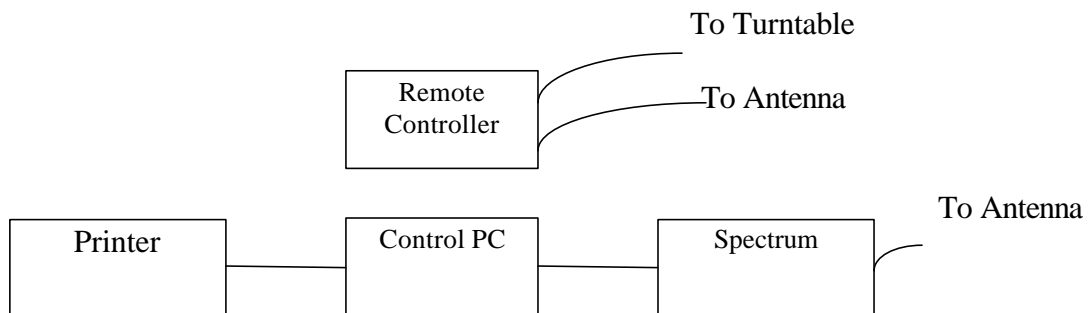 To Turntable
Remote
Controller
To Antenna
To Antenna
Printer
Control PC
Spectrum